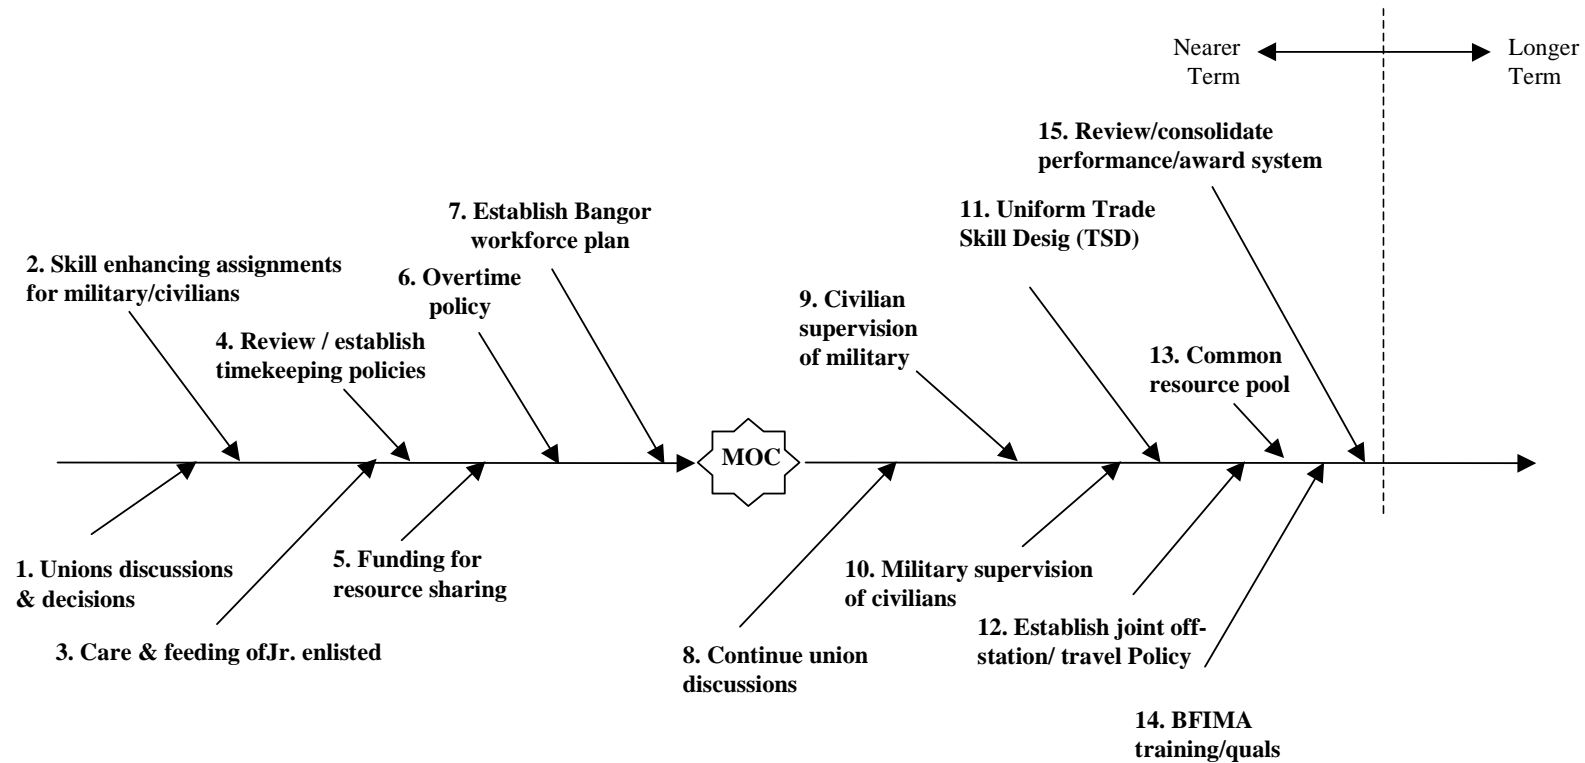 Nearer
Term
Longer
Term
15. Review/consolidate
performance/award system
7. Establish Bangor
workforce plan
11. Uniform Trade
Skill Desig (TSD)
2. Skill enhancing assignments
for military/civilians
6. Overtime
policy
9. Civilian
supervision
of military
4. Review / establish
timekeeping policies
13. Common
resource pool
MOC
1. Unions discussions
& decisions
5. Funding for
resource sharing
10. Military supervision
of civilians
3. Care & feeding ofJr. enlisted
8. Continue union
discussions
12. Establish joint off-
station/ travel Policy
14. BFIMA
training/quals